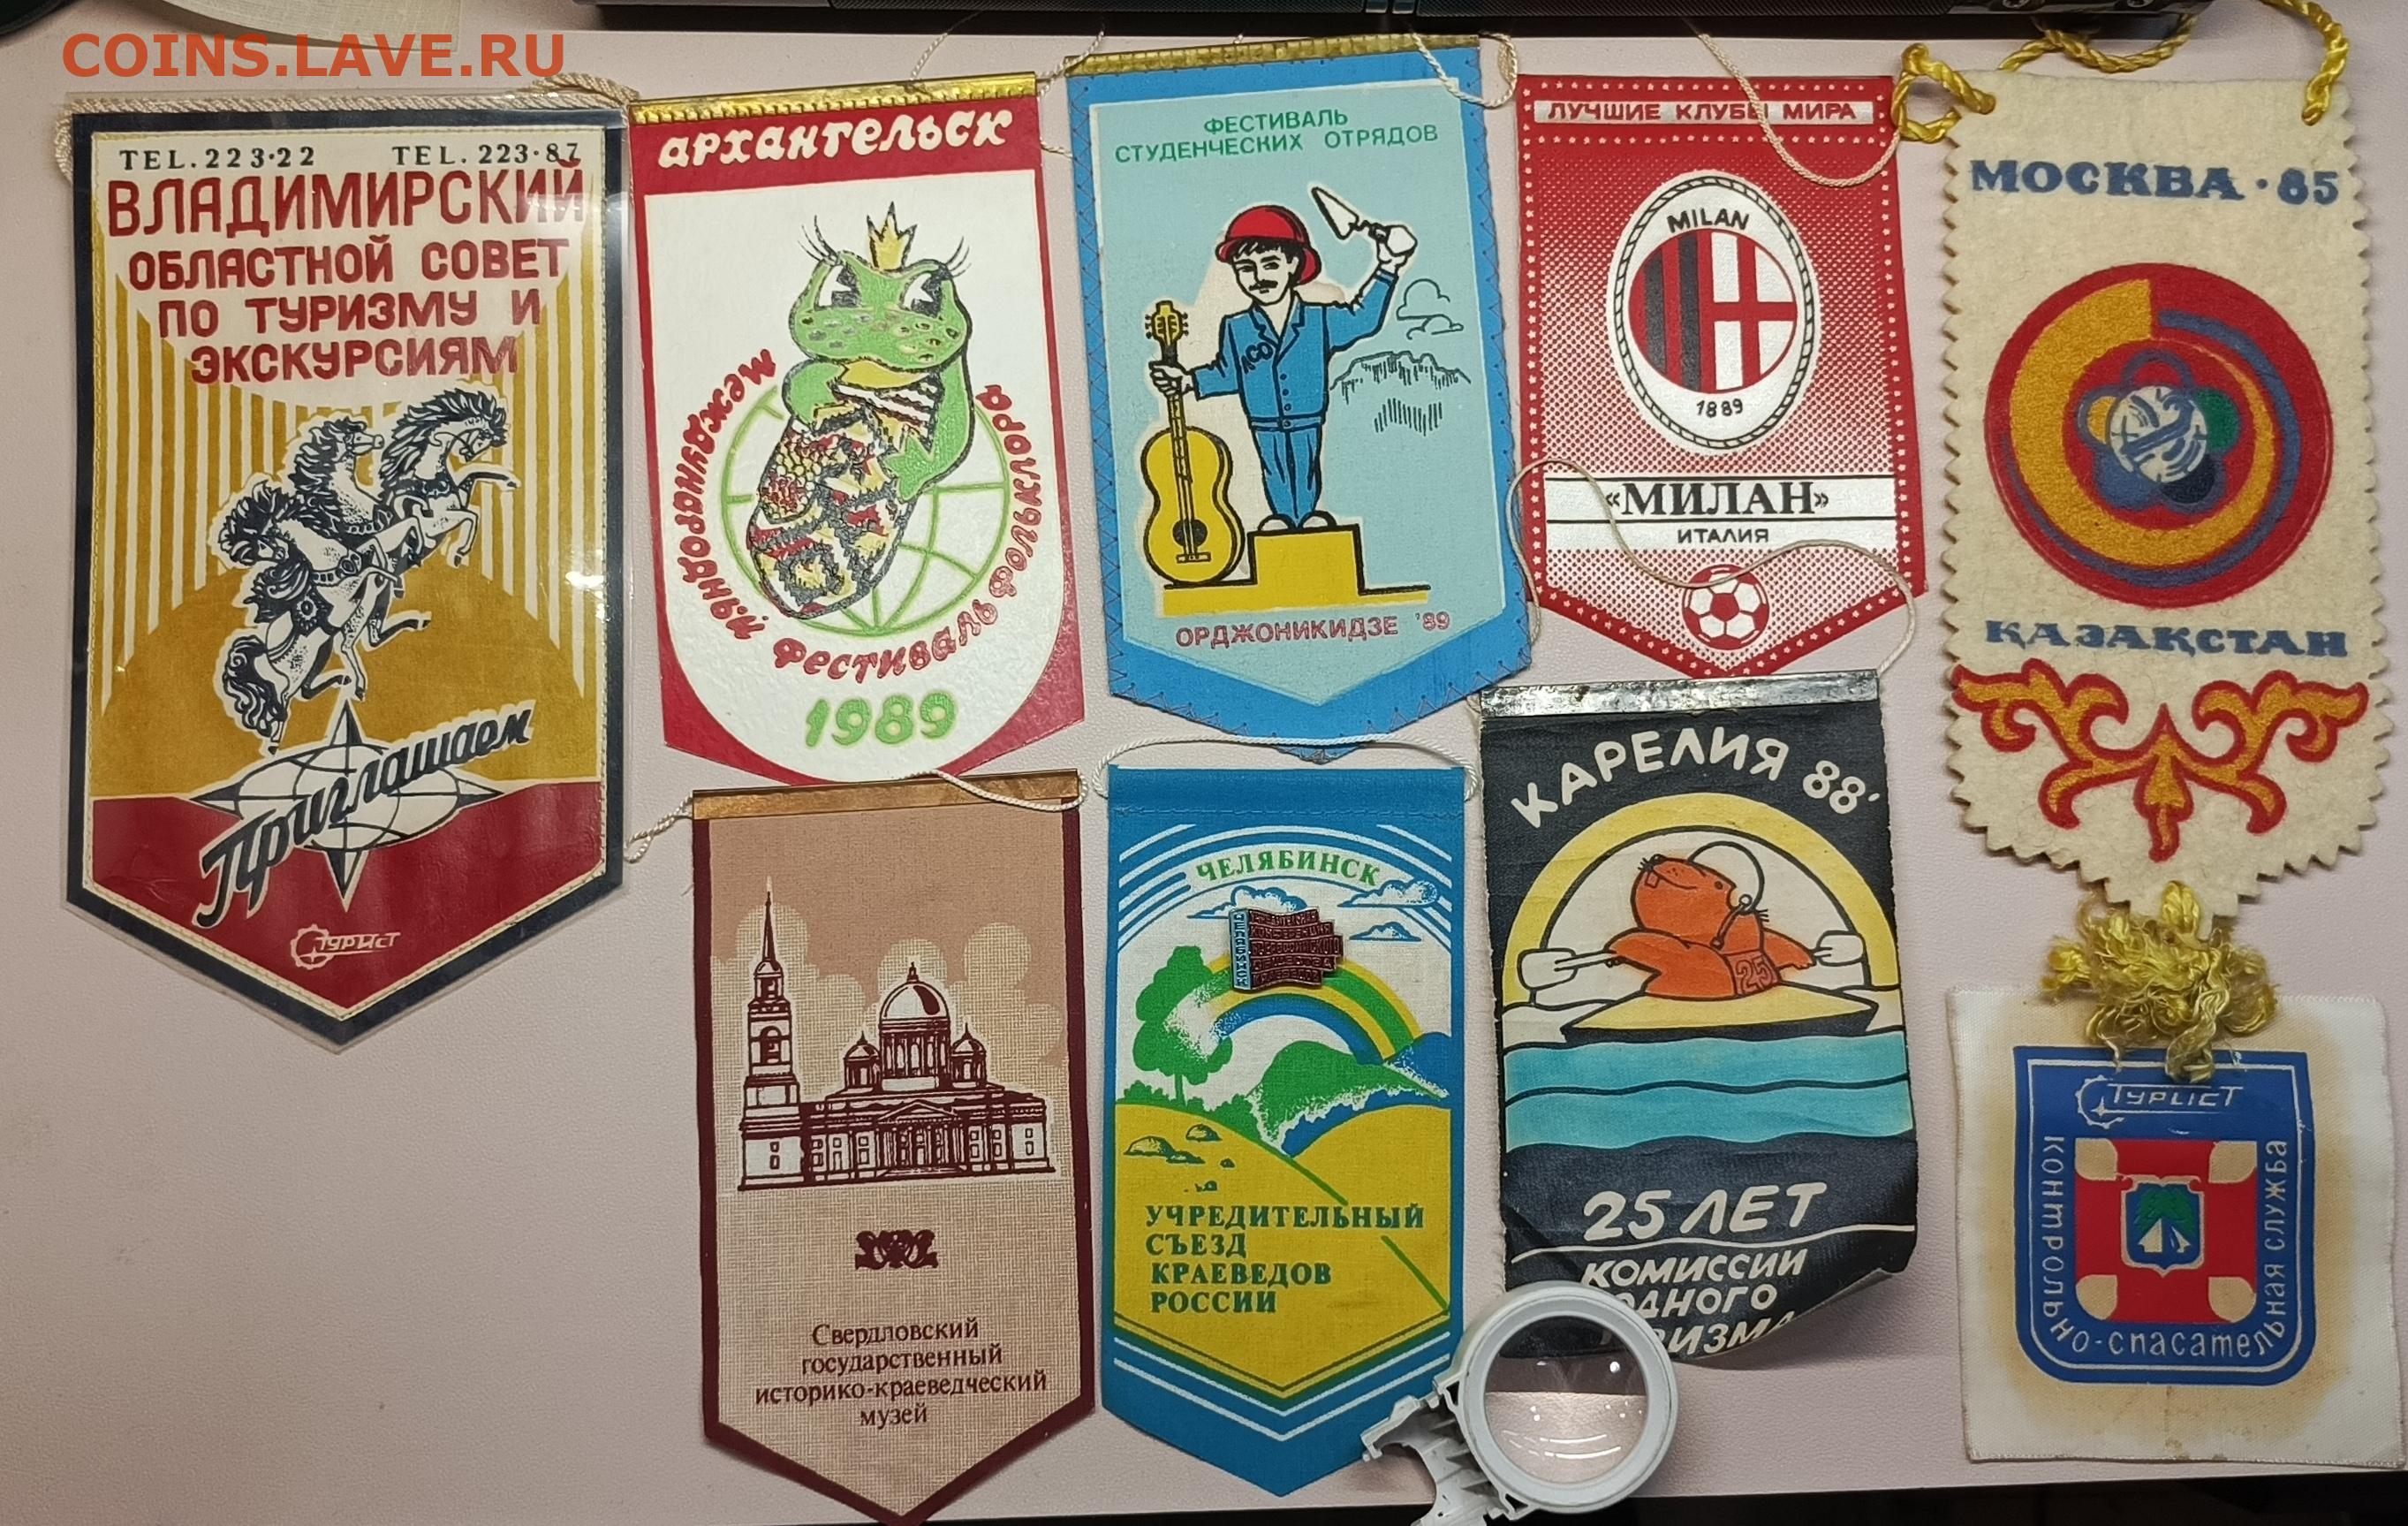 COINS.LAVE.RU
TEL. 223·22 TEL. 223·87
ВЛАДИМИРСКИЙ
ОБЛАСТНОЙ СОВЕТ
ПО ТУРИЗМУ И
ЭКСКУРСИЯМ
Приглашаем
ТУРИСТ
АРХАНГЕЛЬСК
МЕЖДУНАРОДНЫЙ ФЕСТИВАЛЬ ФОЛЬКЛОРА
1989
ФЕСТИВАЛЬ
СТУДЕНЧЕСКИХ ОТРЯДОВ
ОРДЖОНИКИДЗЕ '89
ЛУЧШИЕ КЛУБЫ МИРА
MILAN
1889
«МИЛАН»
ИТАЛИЯ
МОСКВА · 85
ҚАЗАҚСТАН
Свердловский
государственный
историко-краеведческий
музей
ЧЕЛЯБИНСК
ЧЕЛЯБИНСК
УЧРЕДИТЕЛЬНЫЙ
СЪЕЗД
КРАЕВЕДОВ
РОССИИ
КАРЕЛИЯ 88'
25
25 ЛЕТ
КОМИССИИ
ТУРИСТ
КОНТРОЛЬНО-СПАСАТЕЛЬНАЯ СЛУЖБА